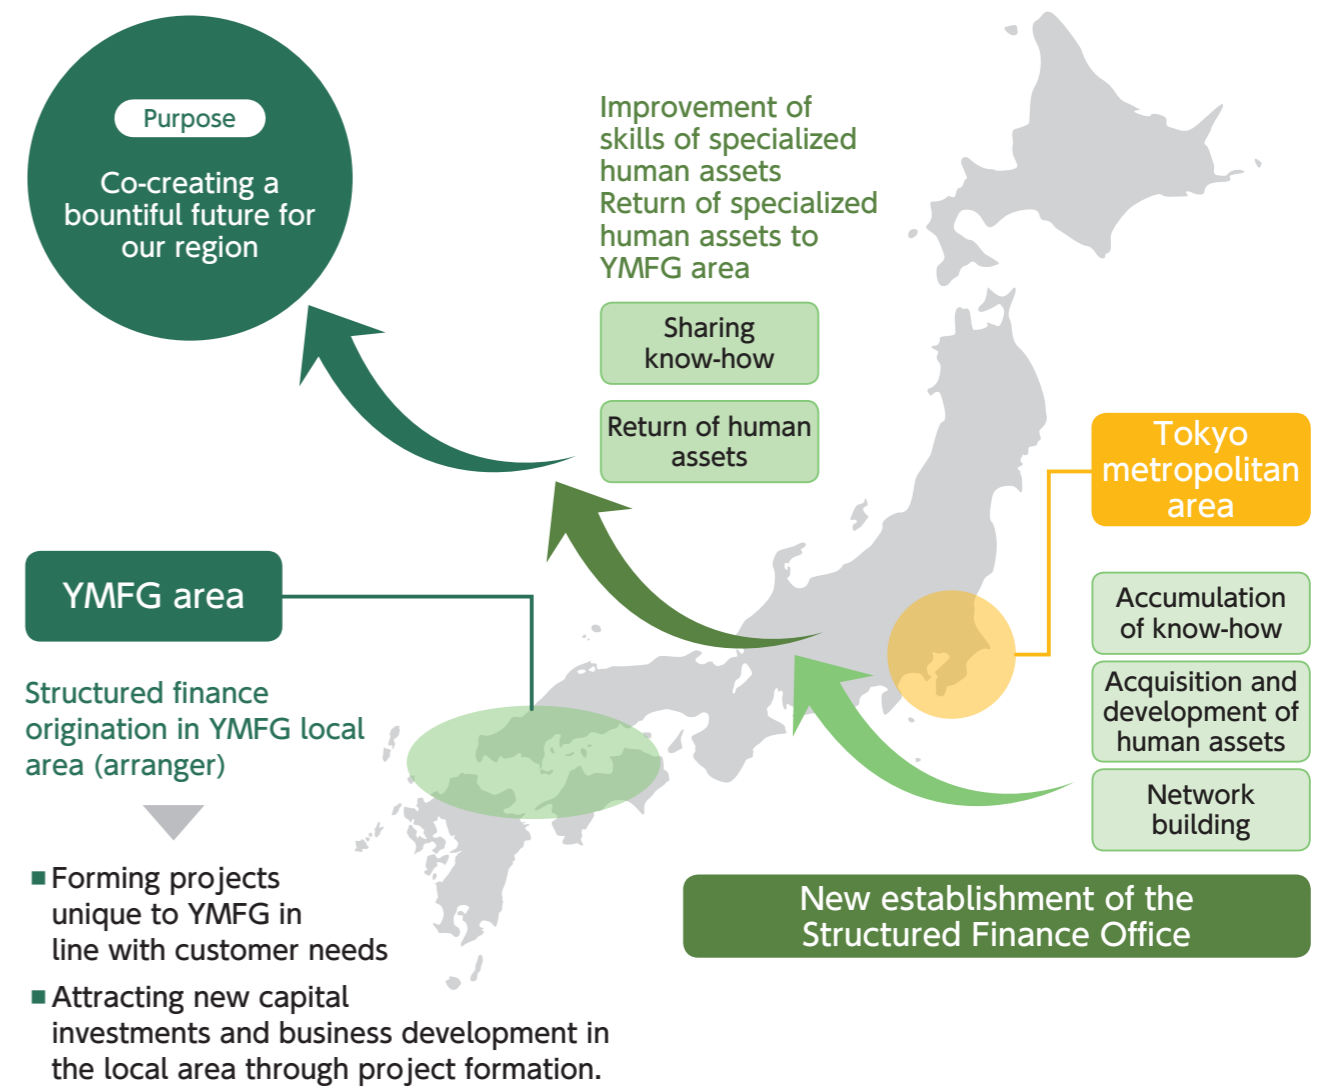 Purpose
Co-creating a
bountiful future for
our region
Improvement of
skills of specialized
human assets
Return of specialized
human assets to
YMFG area
Sharing
know-how
Return of human
assets
Tokyo
metropolitan
area
Accumulation
of know-how
Acquisition and
development of
human assets
Network
building
New establishment of the
Structured Finance Office
YMFG area
Structured finance
origination in YMFG local
area (arranger)
■ Forming projects
unique to YMFG in
line with customer needs
■ Attracting new capital
investments and business development in
the local area through project formation.